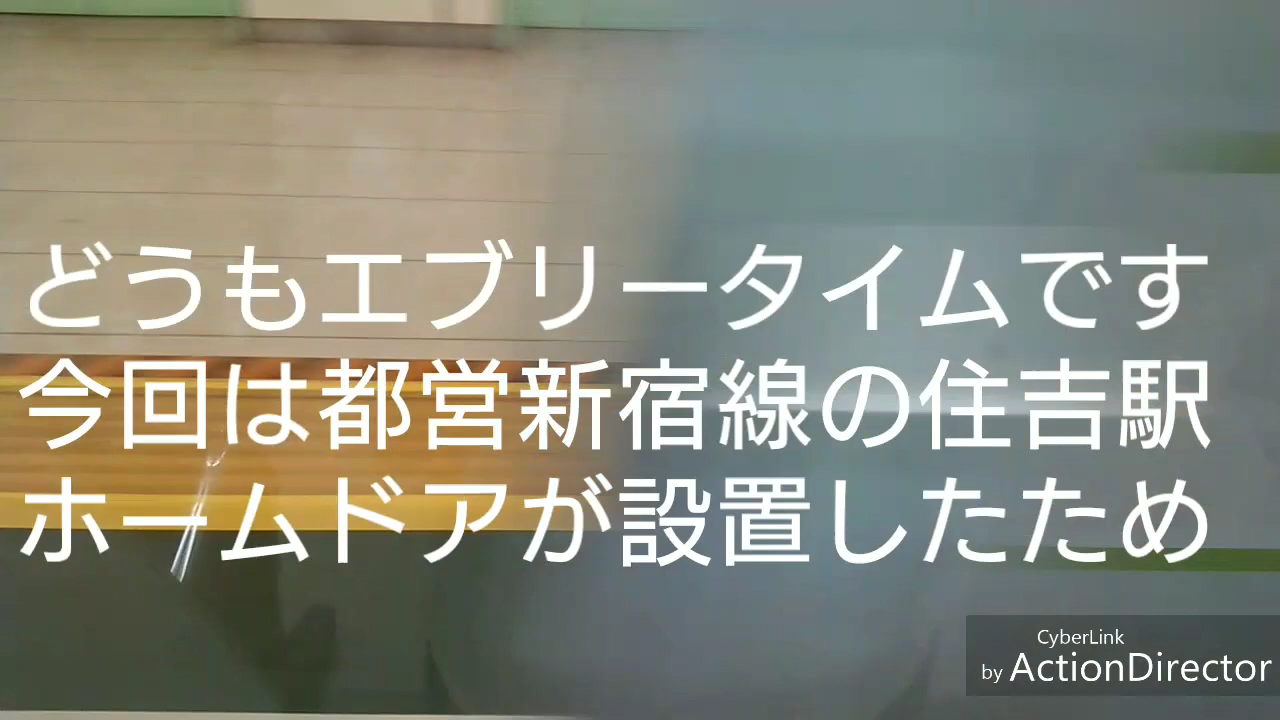 どうもエブリータイムです
今回は都営新宿線の住吉駅
ホームドアが設置したため
CyberLink
by ActionDirector